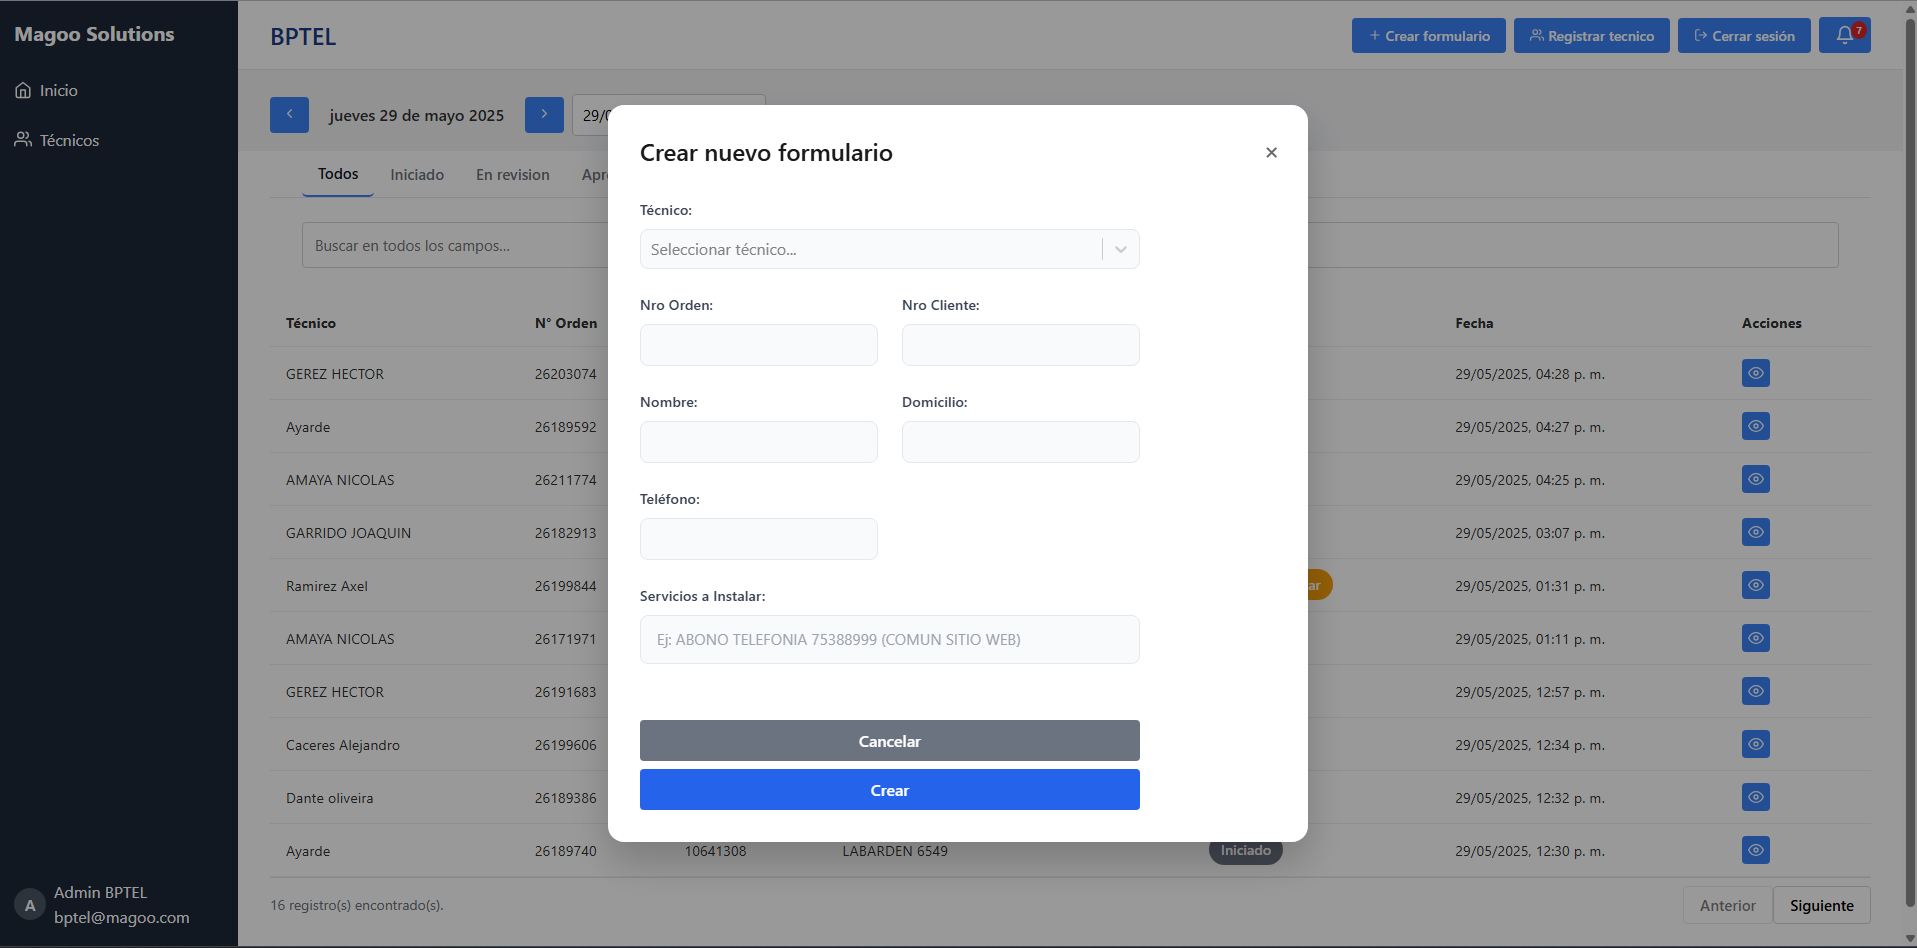 Magoo Solutions
Inicio
Técnicos
Admin BPTEL
A
bptel@magoo.com
BPTEL
Crear formulario
Registrar tecnico
Cerrar sesión
7
jueves 29 de mayo 2025
29/0
Todos
Iniciado
En revision
Apr
Buscar en todos los campos...
Técnico
N° Orden
Fecha
Acciones
GEREZ HECTOR 26203074 29/05/2025, 04:28 p. m.
Ayarde 26189592 29/05/2025, 04:27 p. m.
AMAYA NICOLAS 26211774 29/05/2025, 04:25 p. m.
GARRIDO JOAQUIN 26182913 29/05/2025, 03:07 p. m.
Ramirez Axel 26199844 ar 29/05/2025, 01:31 p. m.
AMAYA NICOLAS 26171971 29/05/2025, 01:11 p. m.
GEREZ HECTOR 26191683 29/05/2025, 12:57 p. m.
Caceres Alejandro 26199606 29/05/2025, 12:34 p. m.
Dante oliveira 26189386 29/05/2025, 12:32 p. m.
Ayarde 26189740 10641308 LABARDEN 6549 Iniciado 29/05/2025, 12:30 p. m.
16 registro(s) encontrado(s).
Anterior
Siguiente
Crear nuevo formulario
×
Técnico:
Seleccionar técnico...
Nro Orden:
Nro Cliente:
Nombre:
Domicilio:
Teléfono:
Servicios a Instalar:
Ej: ABONO TELEFONIA 75388999 (COMUN SITIO WEB)
Cancelar
Crear